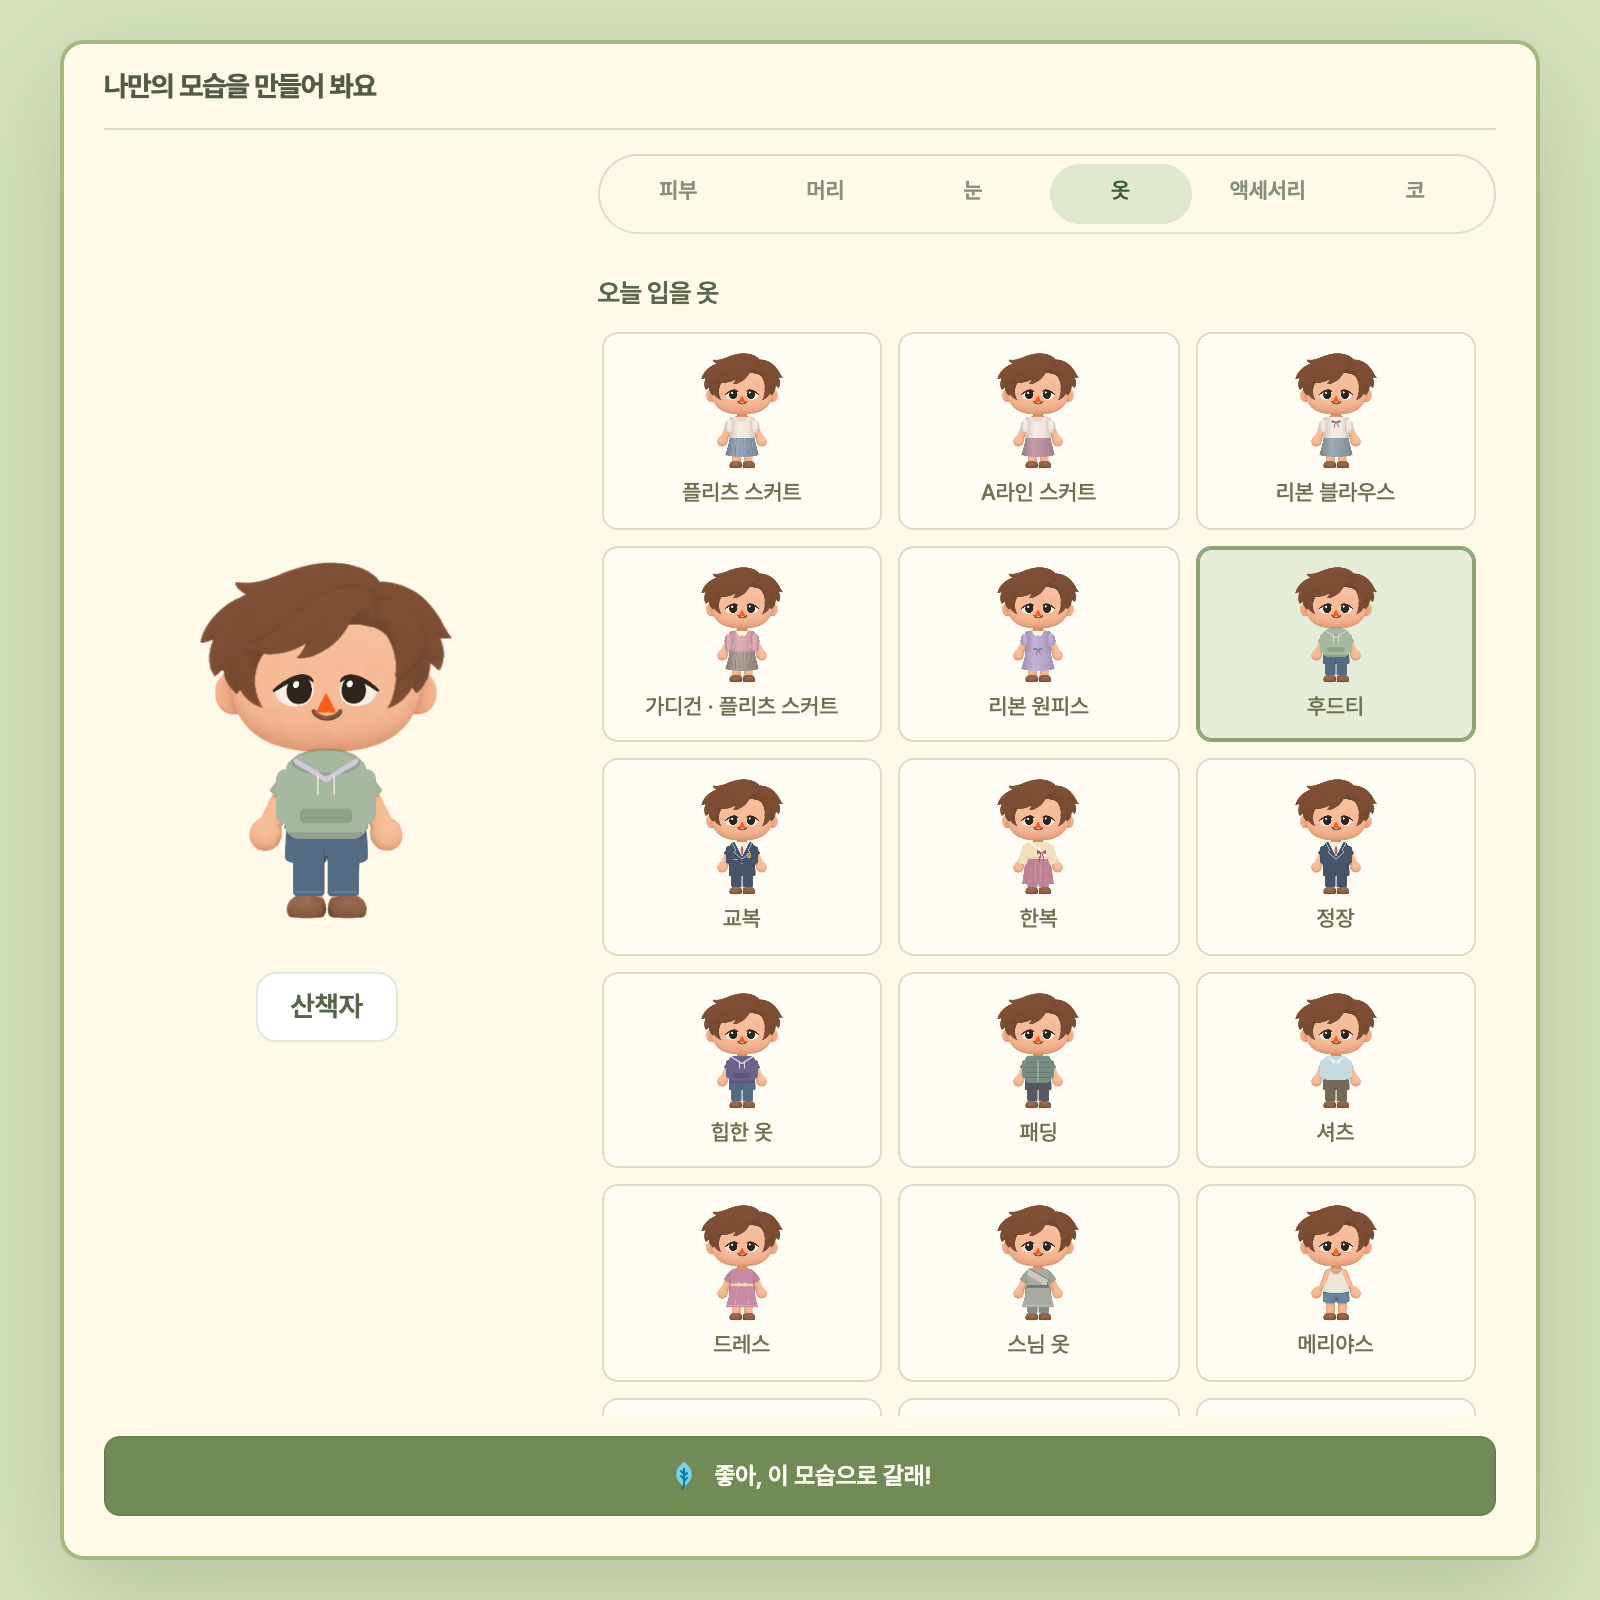 나만의 모습을 만들어 봐요
피부 머리 눈 옷 액세서리 코
오늘 입을 옷
플리츠 스커트 A라인 스커트 리본 블라우스
가디건 · 플리츠 스커트 리본 원피스 후드티
교복 한복 정장
산책자
힙한 옷 패딩 셔츠
드레스 스님 옷 메리야스
좋아, 이 모습으로 갈래!